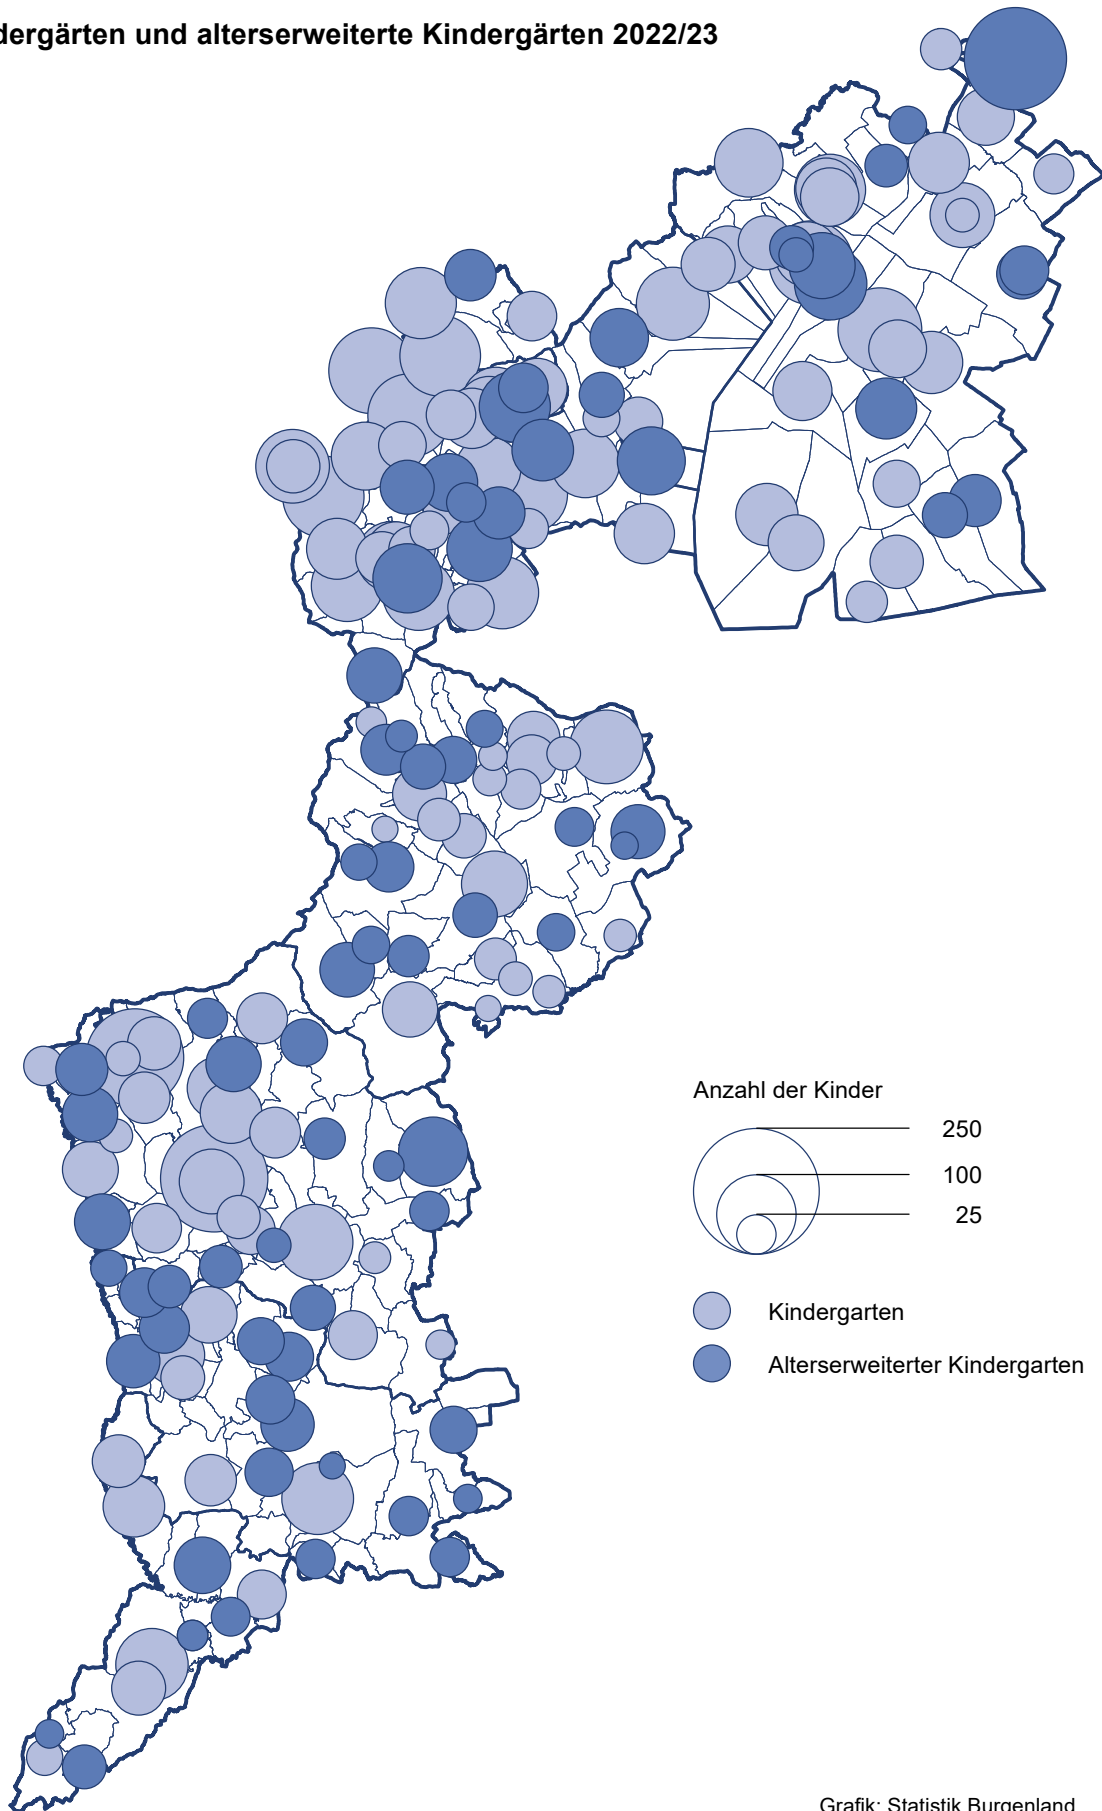 dergärten und alterserweiterte Kindergärten 2022/23
Anzahl der Kinder
250
100
25
Kindergarten
Alterserweiterter Kindergarten
Grafik: Statistik Burgenland